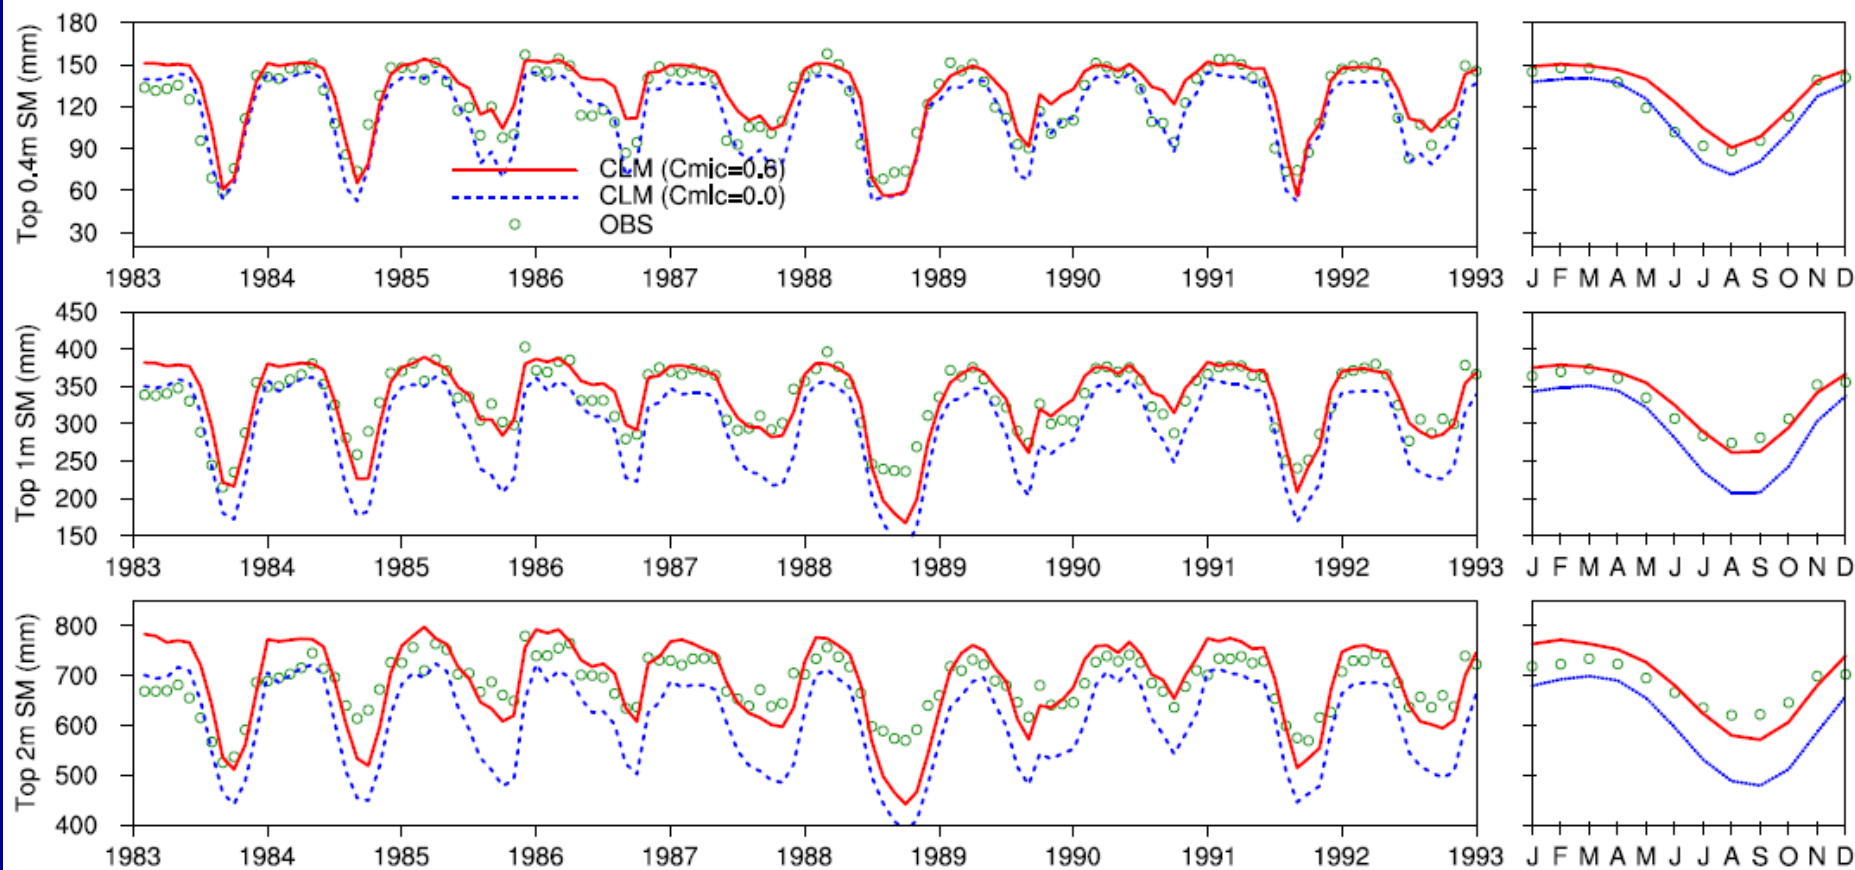 Top 0.4m SM (mm)
180
150
120
90
60
30
CLM (Cmic=0.6)
CLM (Cmic=0.0)
OBS
1983 1984 1985 1986 1987 1988 1989 1990 1991 1992 1993
J F M A M J J A S O N D
Top 1m SM (mm)
450
400
350
300
250
200
150
1983 1984 1985 1986 1987 1988 1989 1990 1991 1992 1993
J F M A M J J A S O N D
Top 2m SM (mm)
800
700
600
500
400
1983 1984 1985 1986 1987 1988 1989 1990 1991 1992 1993
J F M A M J J A S O N D